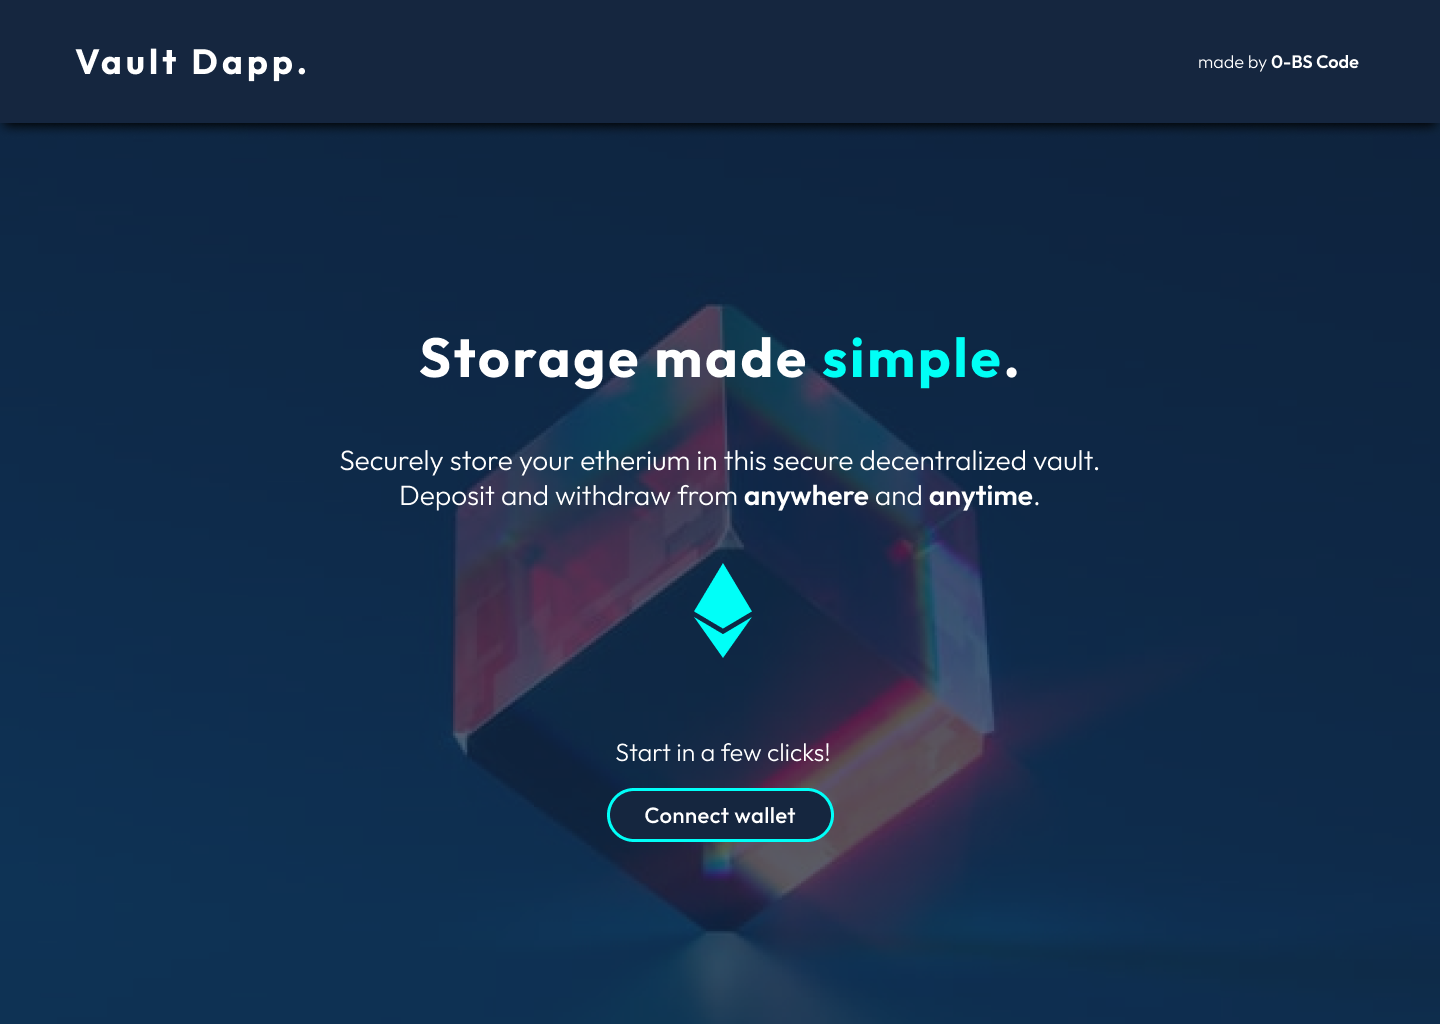 Vault Dapp.
made by 0-BS Code
Storage made simple.
Securely store your etherium in this secure decentralized vault.
Deposit and withdraw from anywhere and anytime.
Start in a few clicks!
Connect wallet